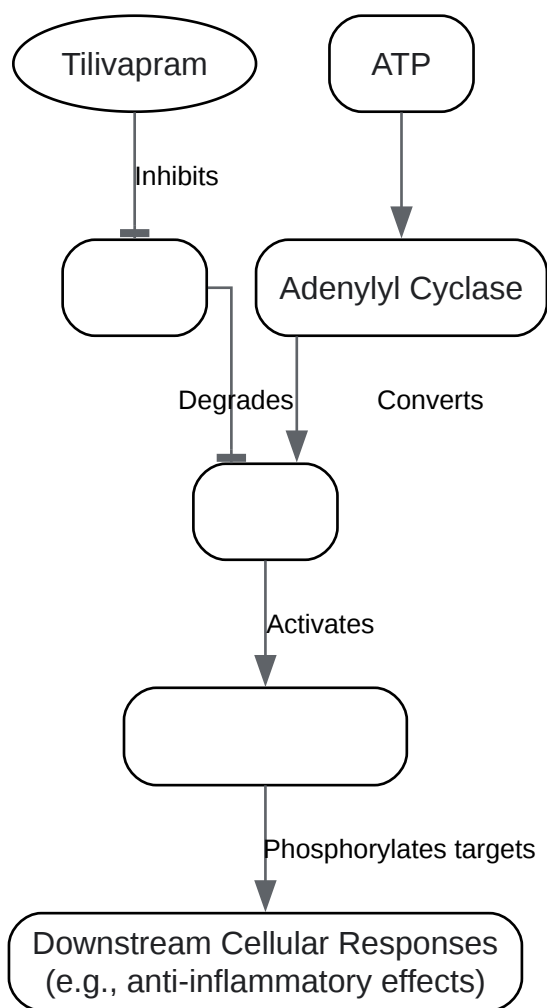 Tilivapram
ATP
Inhibits
Adenylyl Cyclase
Degrades
Converts
Activates
Phosphorylates targets
Downstream Cellular Responses
(e.g., anti-inflammatory effects)